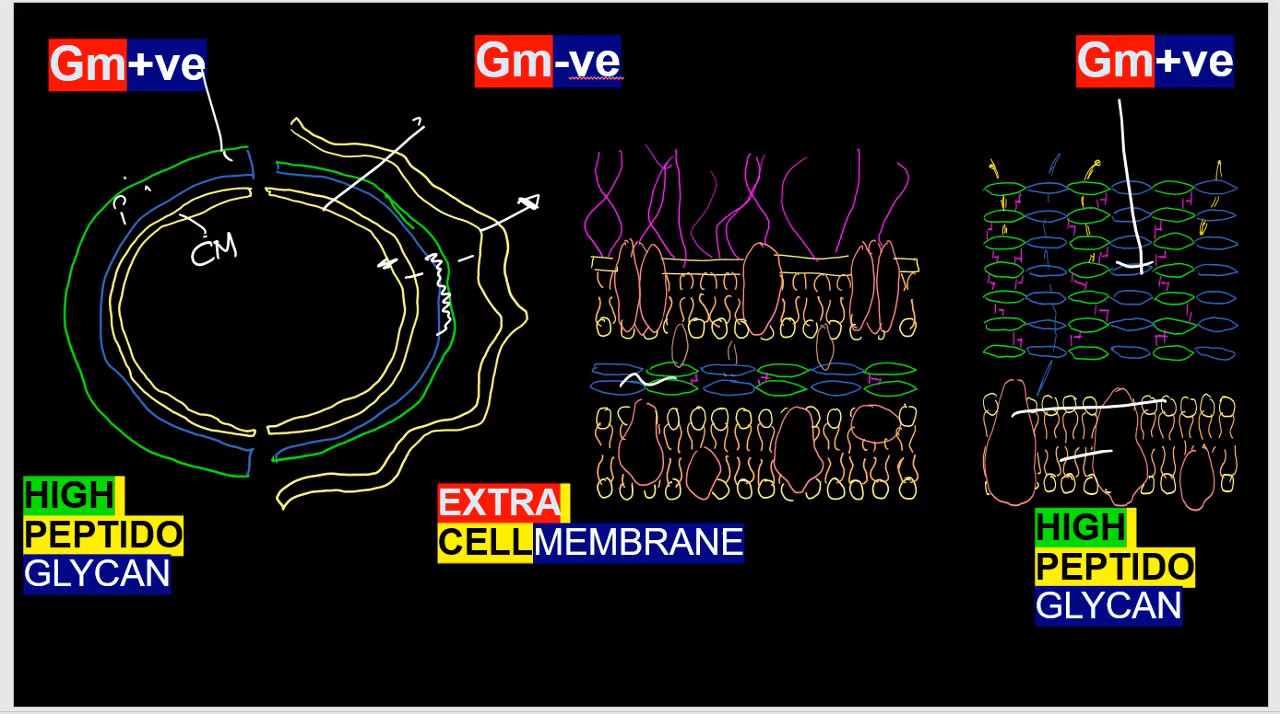 Gm+ve
Gm-ve
Gm+ve
?
CM
HIGH
PEPTIDO
GLYCAN
EXTRA
CELLMEMBRANE
HIGH
PEPTIDO
GLYCAN